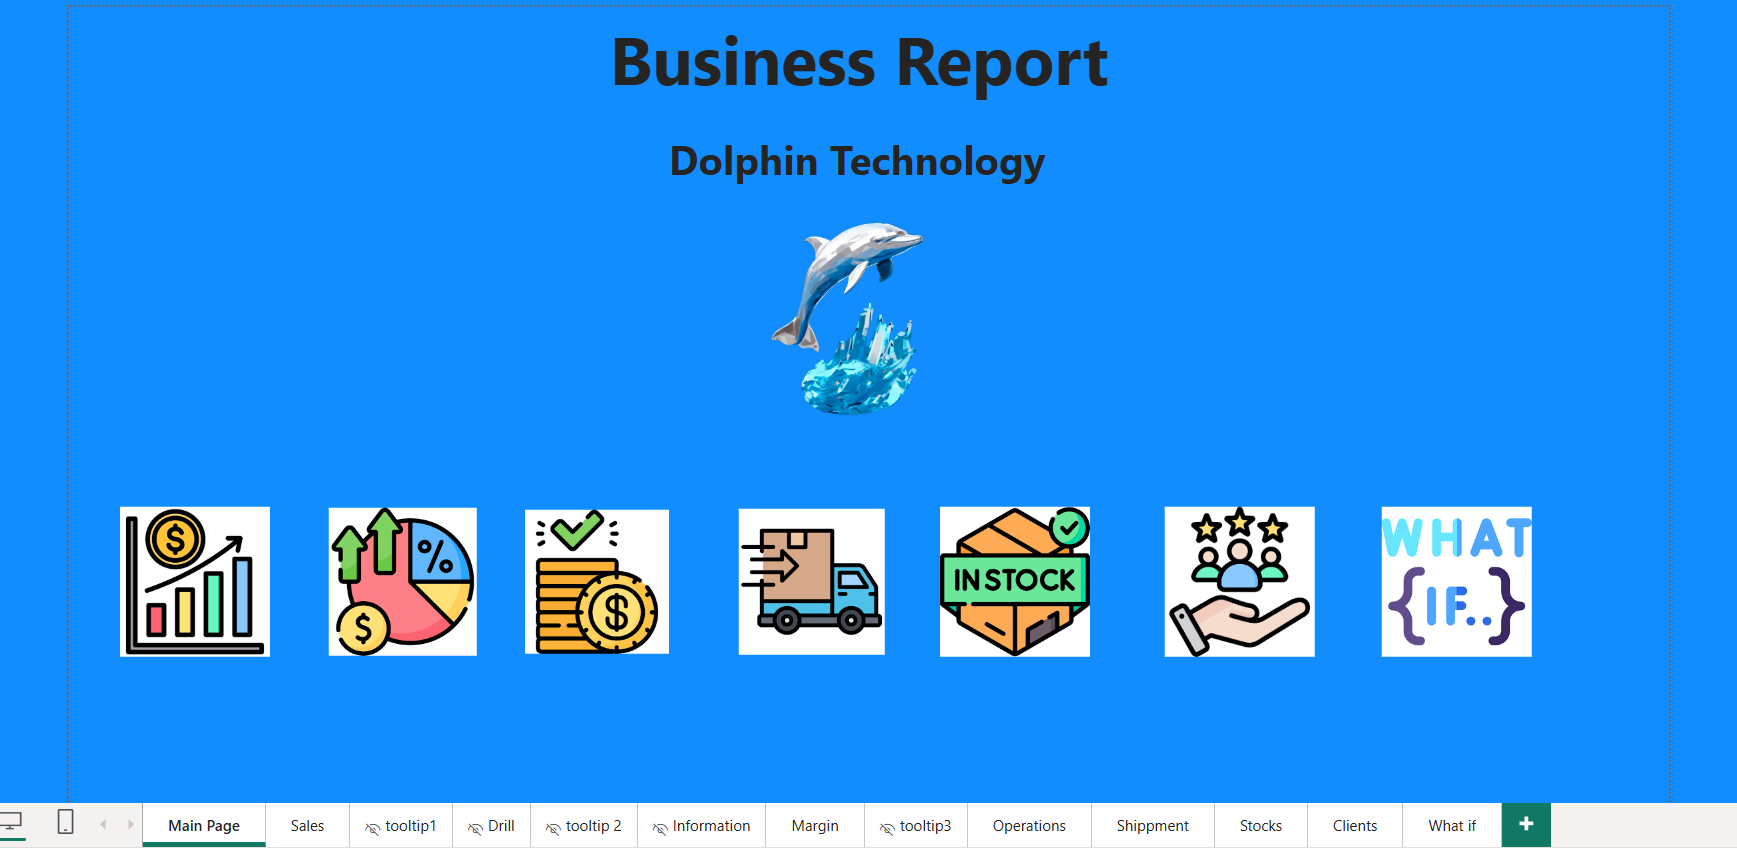 Business Report
Dolphin Technology
$
%
$
$
IN STOCK
WHAT
{IF..}
Main Page
Sales
tooltip1
Drill
tooltip 2
Information
Margin
tooltip3
Operations
Shippment
Stocks
Clients
What if
+